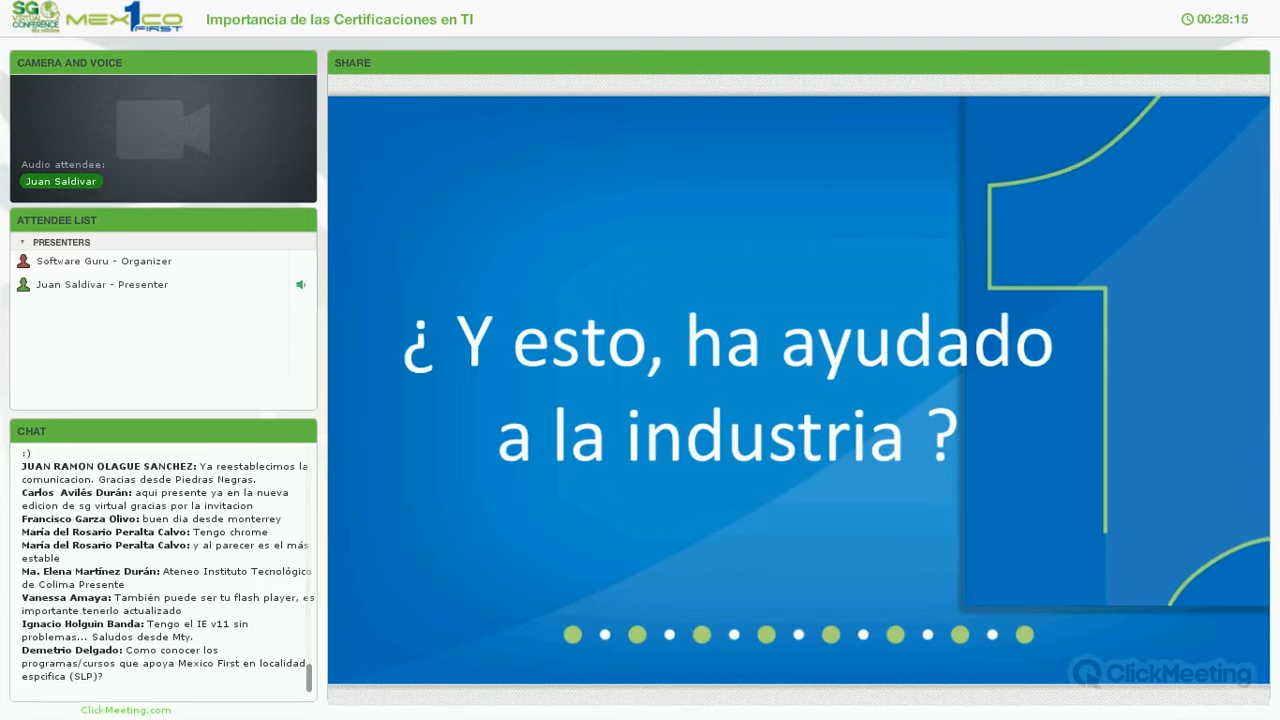 SG
VIRTUAL
CONFERENCE
MEX1CO
FIRST
Importancia de las Certificaciones en TI
00:28:15
CAMERA AND VOICE
Audio attendee:
Juan Saldivar
ATTENDEE LIST
PRESENTERS
Software Guru - Organizer
Juan Saldivar - Presenter
CHAT
:)
JUAN RAMON OLAGUE SANCHEZ: Ya reestablecimos la
comunicacion. Gracias desde Piedras Negras.
Carlos Avilés Durán: aqui presente ya en la nueva
edicion de sg virtual gracias por la invitacion
Francisco Garza Olivo: buen dia desde monterrey
María del Rosario Peralta Calvo: Tengo chrome
María del Rosario Peralta Calvo: y al parecer es el más
estable
Ma. Elena Martínez Durán: Ateneo Instituto Tecnológico
de Colima Presente
Vanessa Amaya: También puede ser tu flash player, es
importante tenerlo actualizado
Ignacio Holguin Banda: Tengo el IE v11 sin
problemas... Saludos desde Mty.
Demetrio Delgado: Como conocer los
programas/cursos que apoya Mexico First en localidad
espcifica (SLP)?
ClickMeeting.com
SHARE
¿ Y esto, ha ayudado
a la industria ?
ClickMeeting